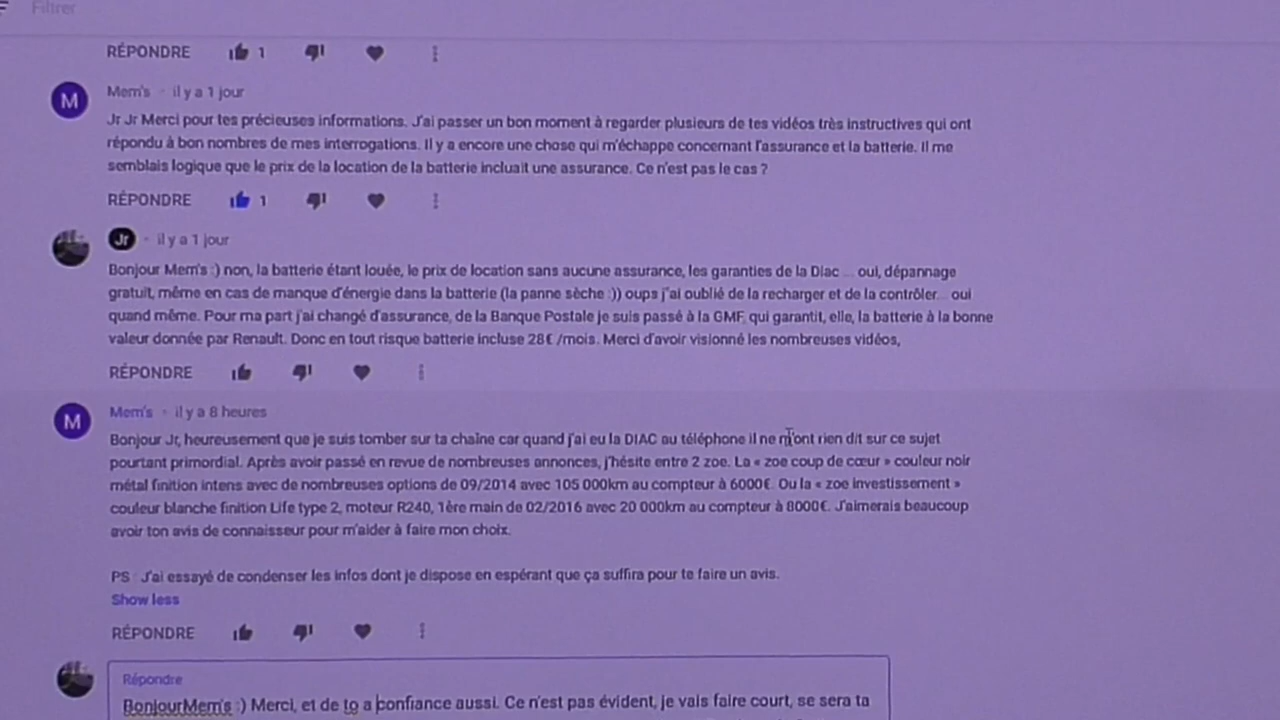 Filtrer
RÉPONDRE 1
M Mem's · il y a 1 jour
Jr Jr Merci pour tes précieuses informations. J'ai passer un bon moment à regarder plusieurs de tes vidéos très instructives qui ont
répondu à bon nombres de mes interrogations. Il y a encore une chose qui m'échappe concernant l'assurance et la batterie. Il me
semblais logique que le prix de la location de la batterie incluait une assurance. Ce n'est pas le cas ?
RÉPONDRE 1
Jr · il y a 1 jour
Bonjour Mem's :) non, la batterie étant louée, le prix de location sans aucune assurance, les garanties de la Diac ... oui, dépannage
gratuit, même en cas de manque d'énergie dans la batterie (la panne sèche :)) oups j"ai oublié de la recharger et de la contrôler... oui
quand même. Pour ma part j'ai changé d'assurance, de la Banque Postale je suis passé à la GMF, qui garantit, elle, la batterie à la bonne
valeur donnée par Renault. Donc en tout risque batterie incluse 28€ /mois. Merci d'avoir visionné les nombreuses vidéos,
RÉPONDRE
M Mem's · il y a 8 heures
Bonjour Jr, heureusement que je suis tomber sur ta chaîne car quand j'ai eu la DIAC au téléphone il ne m'ont rien dit sur ce sujet
pourtant primordial. Après avoir passé en revue de nombreuses annonces, j'hésite entre 2 zoe. La « zoe coup de cœur » couleur noir
métal finition intens avec de nombreuses options de 09/2014 avec 105 000km au compteur à 6000€. Ou la « zoe investissement »
couleur blanche finition Life type 2, moteur R240, 1ère main de 02/2016 avec 20 000km au compteur à 8000€. J'aimerais beaucoup
avoir ton avis de connaisseur pour m'aider à faire mon choix.
PS : J'ai essayé de condenser les infos dont je dispose en espérant que ça suffira pour te faire un avis.
Show less
RÉPONDRE
Répondre
BonjourMem's :) Merci, et de to a confiance aussi. Ce n'est pas évident, je vais faire court, se sera ta